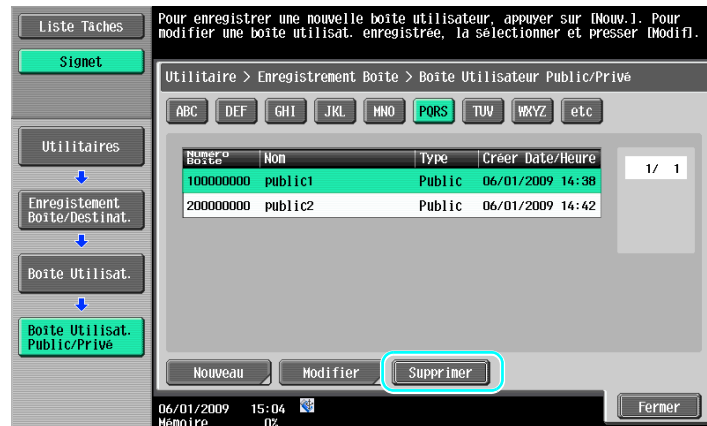 Liste Tâches
Signet
Pour enregistrer une nouvelle boîte utilisateur, appuyer sur [Nouv.]. Pour
modifier une boîte utilisat. enregistrée, la sélectionner et presser [Modif].
Utilitaire > Enregistrement Boîte > Boîte Utilisateur Public/Privé
ABC DEF GHI JKL MNO PQRS TUV WXYZ etc
Utilitaires
Enregistement
Boîte/Destinat.
Boîte Utilisat.
Boîte Utilisat.
Public/Privé
Numéro
Boîte Nom Type Créer Date/Heure
1/ 1
100000000 public1 Public 06/01/2009 14:38
200000000 public2 Public 06/01/2009 14:42
Nouveau Modifier Supprimer
06/01/2009 15:04
Mémoire 0%
Fermer